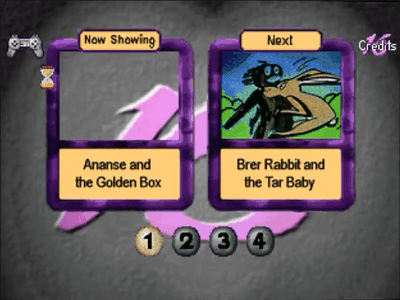 Now Showing
Next
Credits
Ananse and
the Golden Box
Brer Rabbit and
the Tar Baby
1 2 3 4